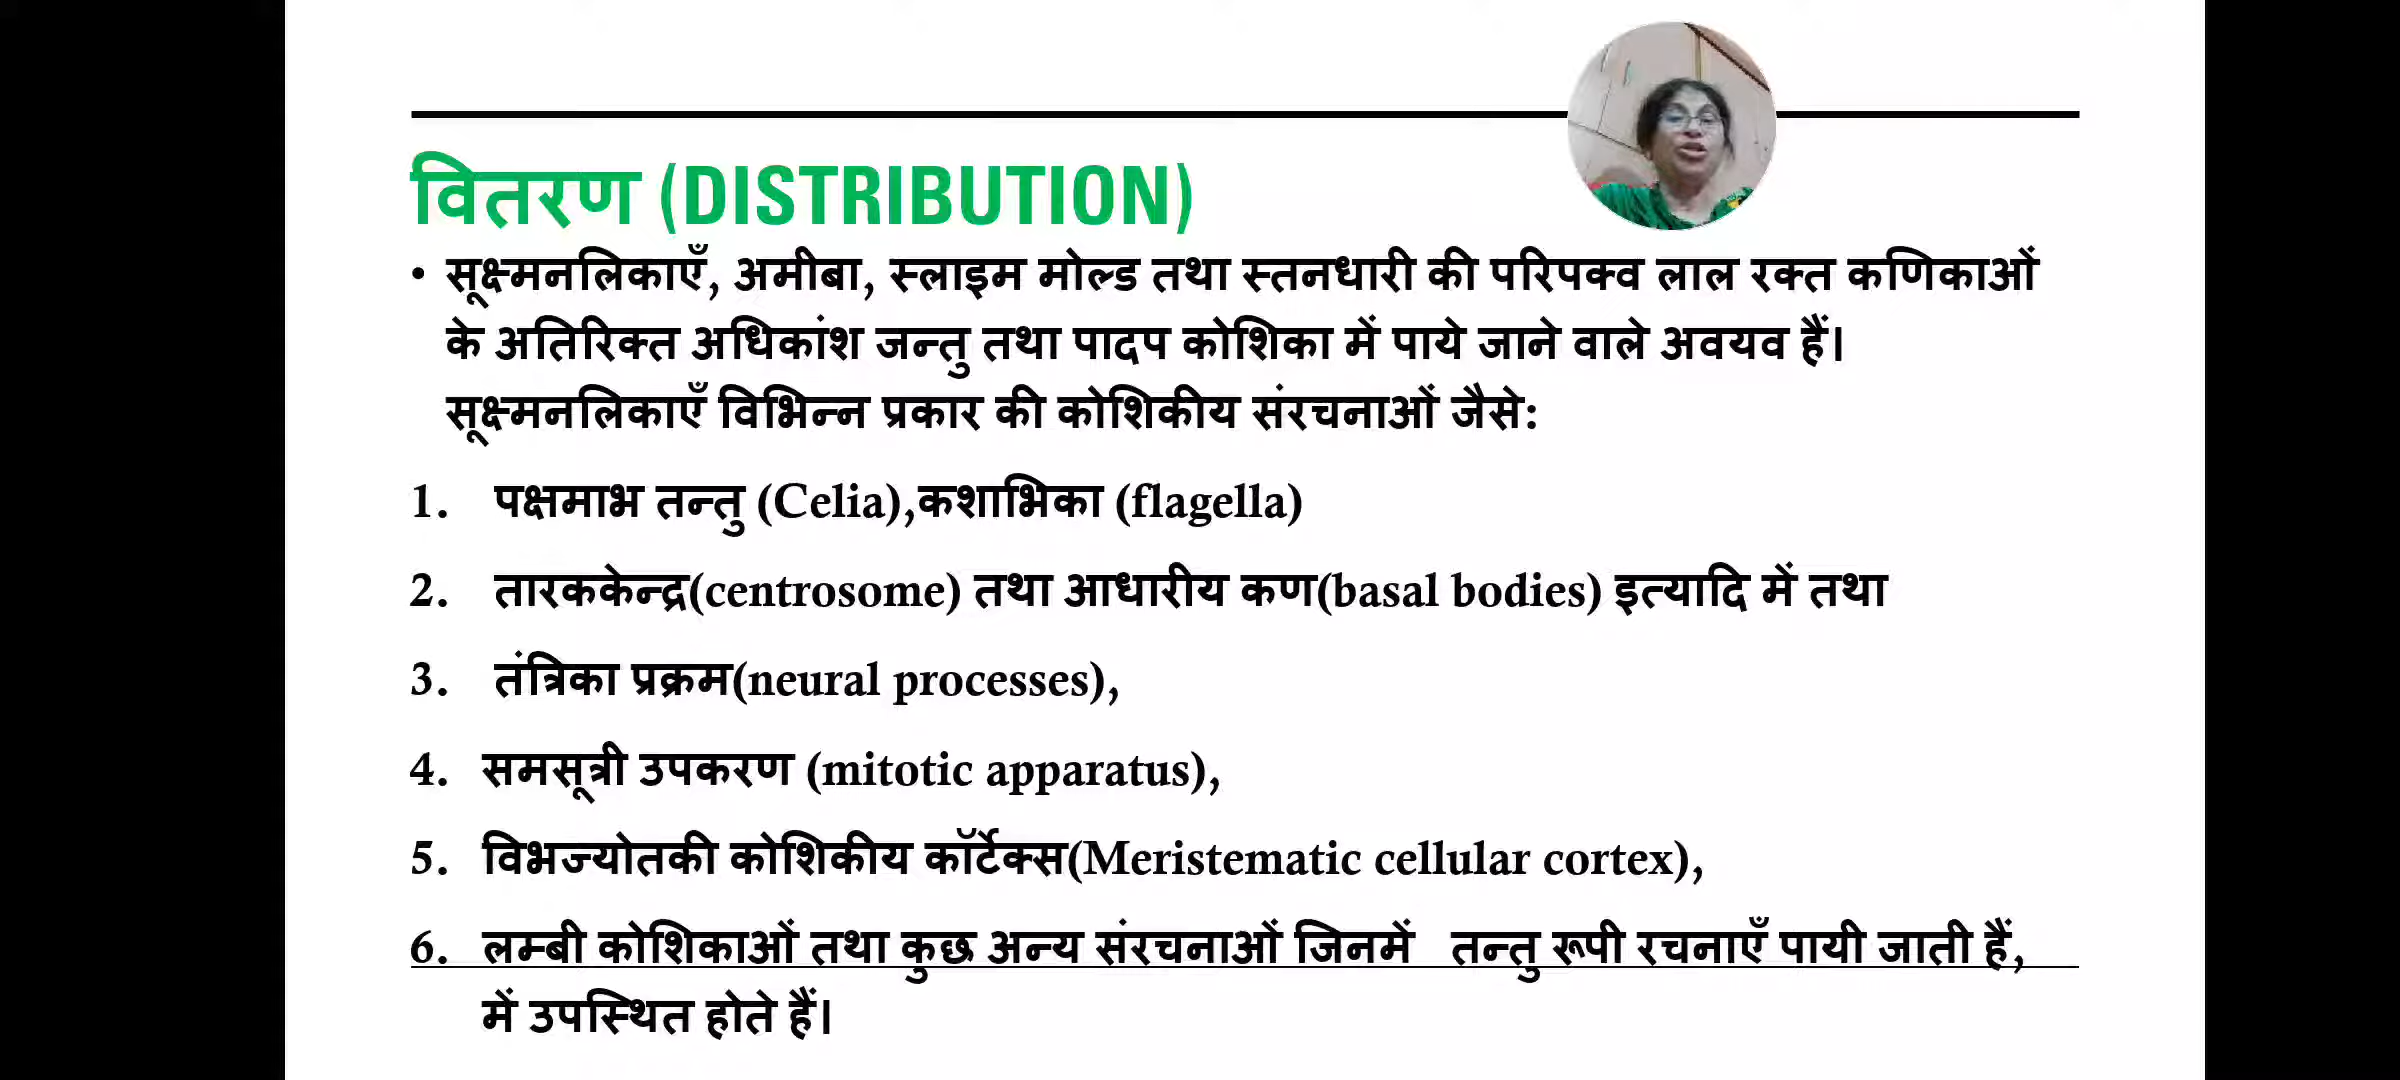 वितरण (DISTRIBUTION)
• सूक्ष्मनलिकाएँ, अमीबा, स्लाइम मोल्ड तथा स्तनधारी की परिपक्व लाल रक्त कणिकाओं
के अतिरिक्त अधिकांश जन्तु तथा पादप कोशिका में पाये जाने वाले अवयव हैं।
सूक्ष्मनलिकाएँ विभिन्न प्रकार की कोशिकीय संरचनाओं जैसे:
1. पक्षमाभ तन्तु (Celia),कशाभिका (flagella)
2. तारककेन्द्र(centrosome) तथा आधारीय कण(basal bodies) इत्यादि में तथा
3. तंत्रिका प्रक्रम(neural processes),
4. समसूत्री उपकरण (mitotic apparatus),
5. विभज्योतकी कोशिकीय कॉर्टेक्स(Meristematic cellular cortex),
6. लम्बी कोशिकाओं तथा कुछ अन्य संरचनाओं जिनमें तन्तु रूपी रचनाएँ पायी जाती हैं,
में उपस्थित होते हैं।